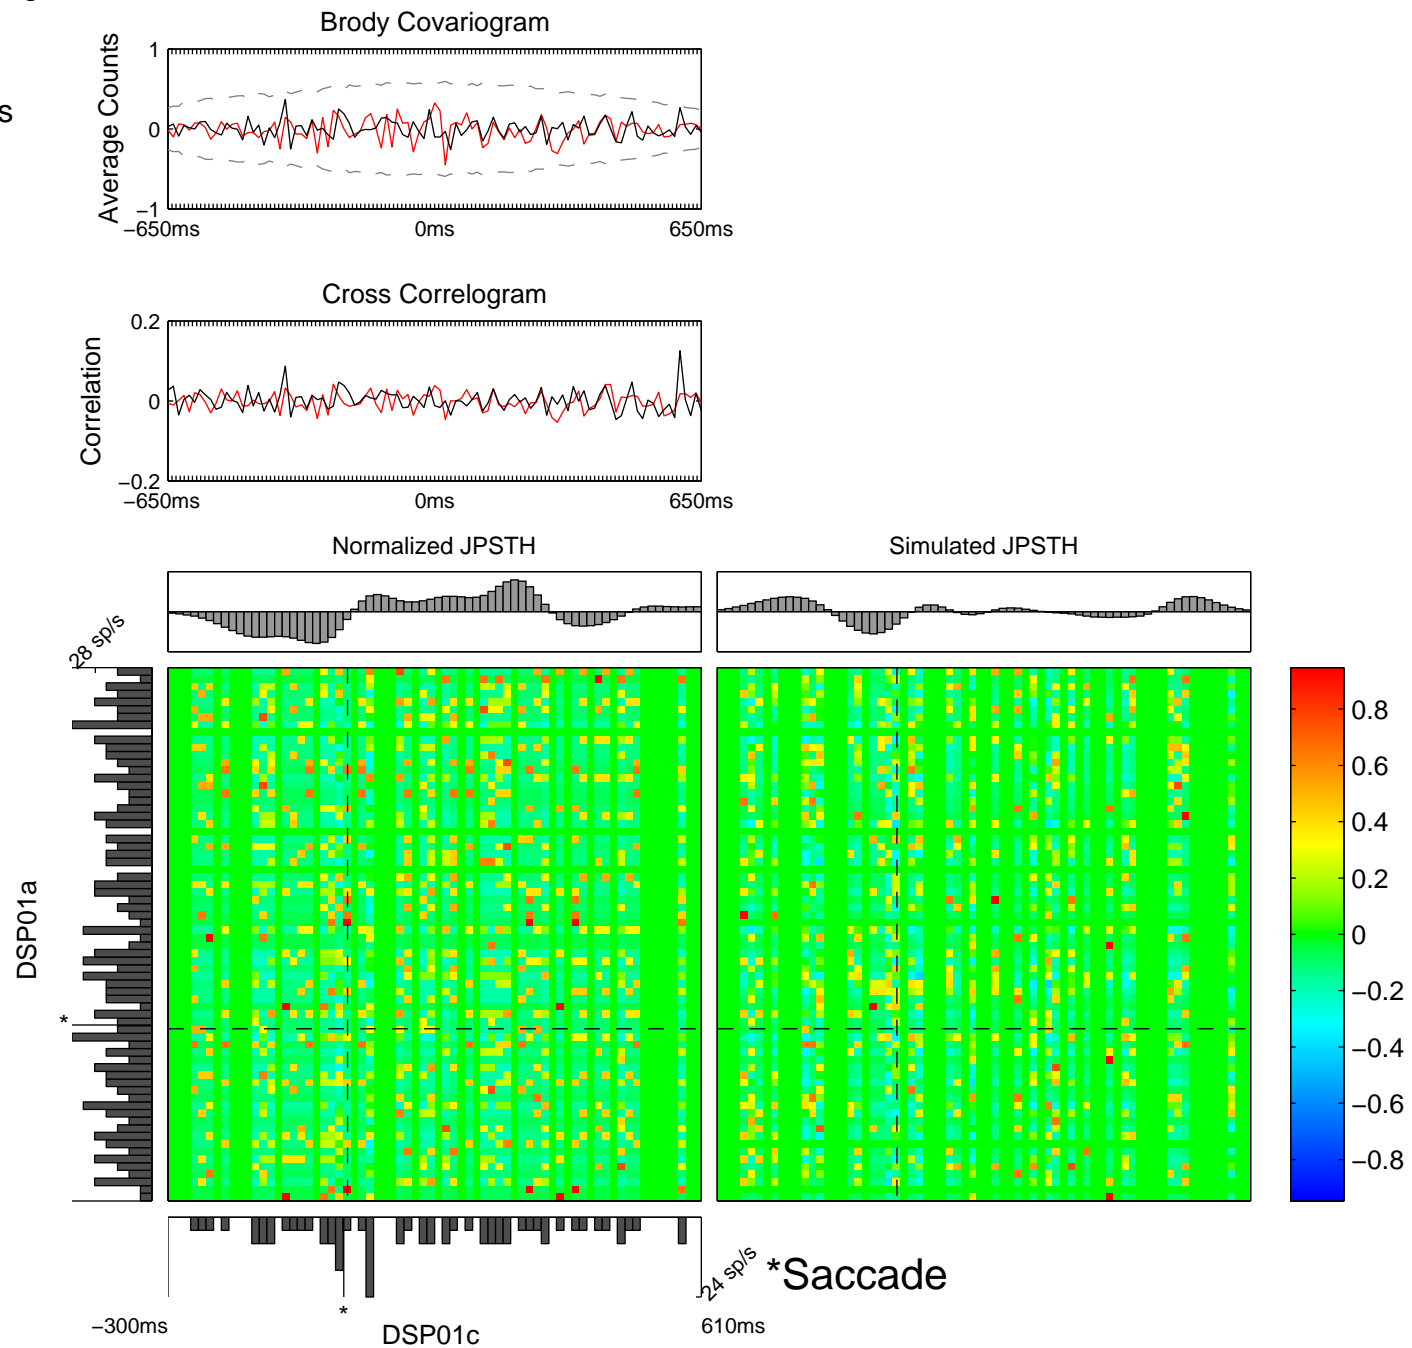 g
s
Brody Covariogram
Average Counts
1
0
−1
−650ms
0ms
650ms
Cross Correlogram
Correlation
0.2
0
−0.2
−650ms
0ms
650ms
Normalized JPSTH
Simulated JPSTH
28 sp/s
DSP01a
*
0.8
0.6
0.4
0.2
0
−0.2
−0.4
−0.6
−0.8
24 sp/s
*Saccade
*
−300ms
DSP01c
610ms